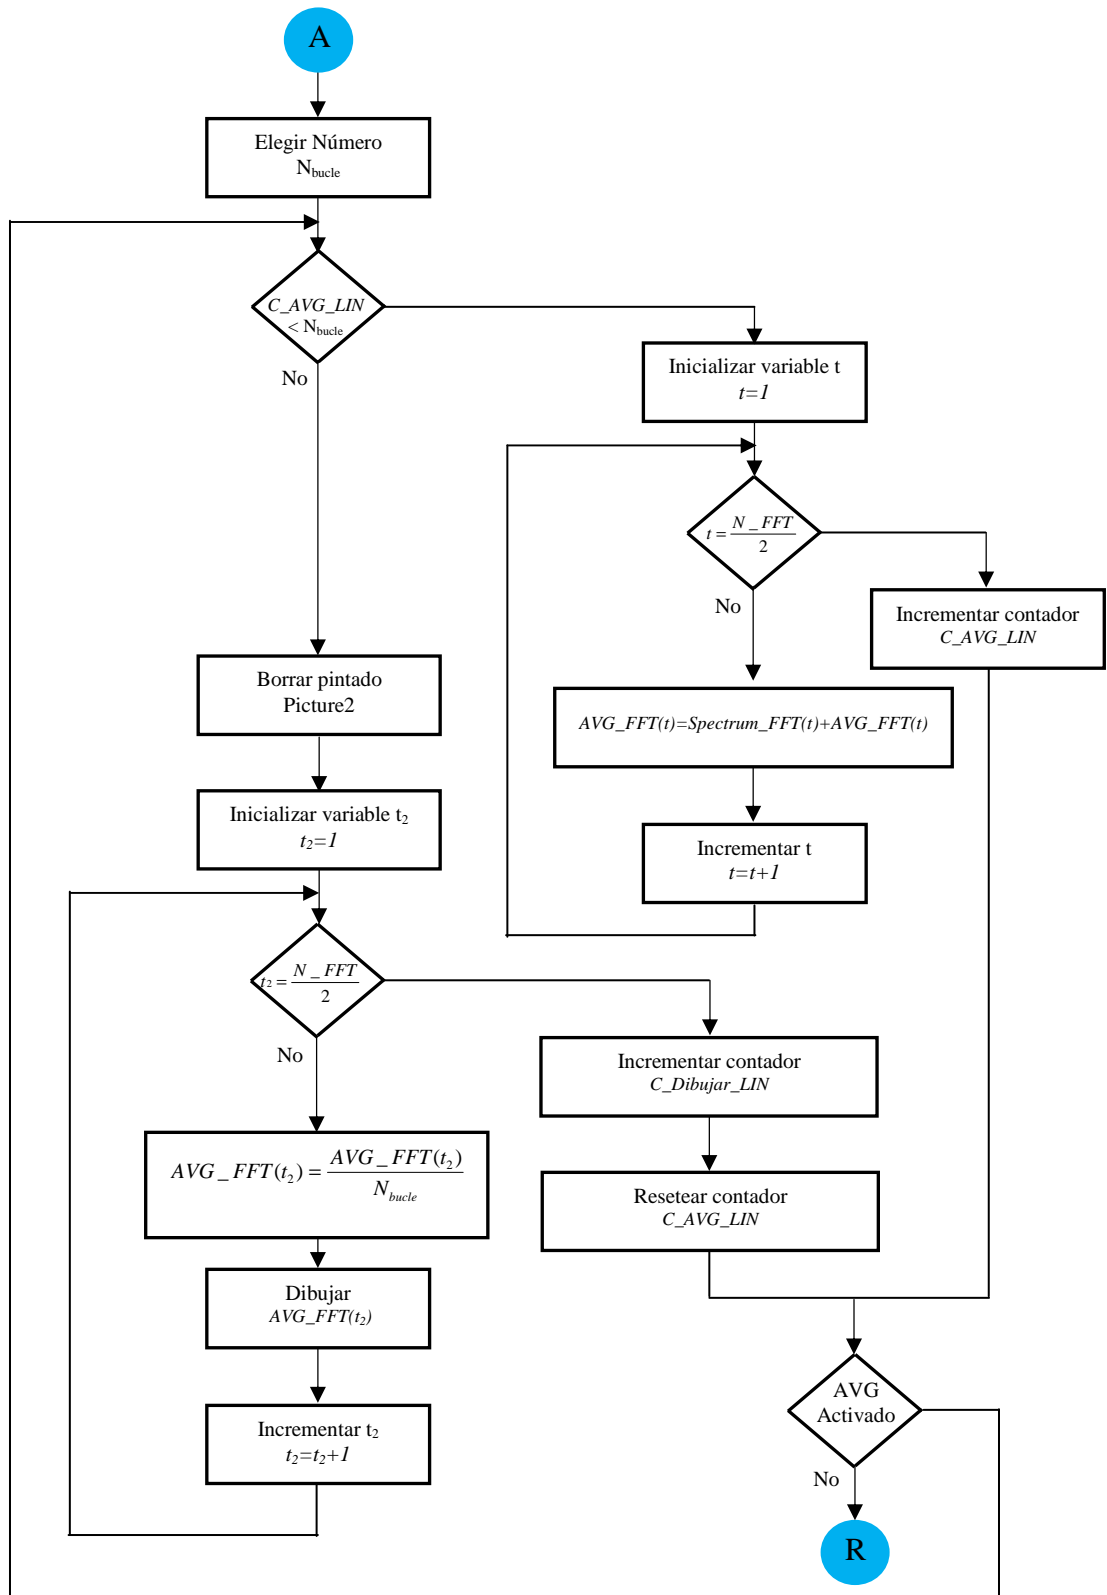 A
Elegir Número
N_bucle
C_AVG_LIN
< N_bucle
No
Inicializar variable t
t=1
t = N_FFT / 2
No
Incrementar contador
C_AVG_LIN
Borrar pintado
Picture2
AVG_FFT(t)=Spectrum_FFT(t)+AVG_FFT(t)
Inicializar variable t₂
t₂=1
Incrementar t
t=t+1
t₂ = N_FFT / 2
No
Incrementar contador
C_Dibujar_LIN
AVG_FFT(t₂) = AVG_FFT(t₂) / N_bucle
Resetear contador
C_AVG_LIN
Dibujar
AVG_FFT(t₂)
AVG
Activado
Incrementar t₂
t₂=t₂+1
No
R